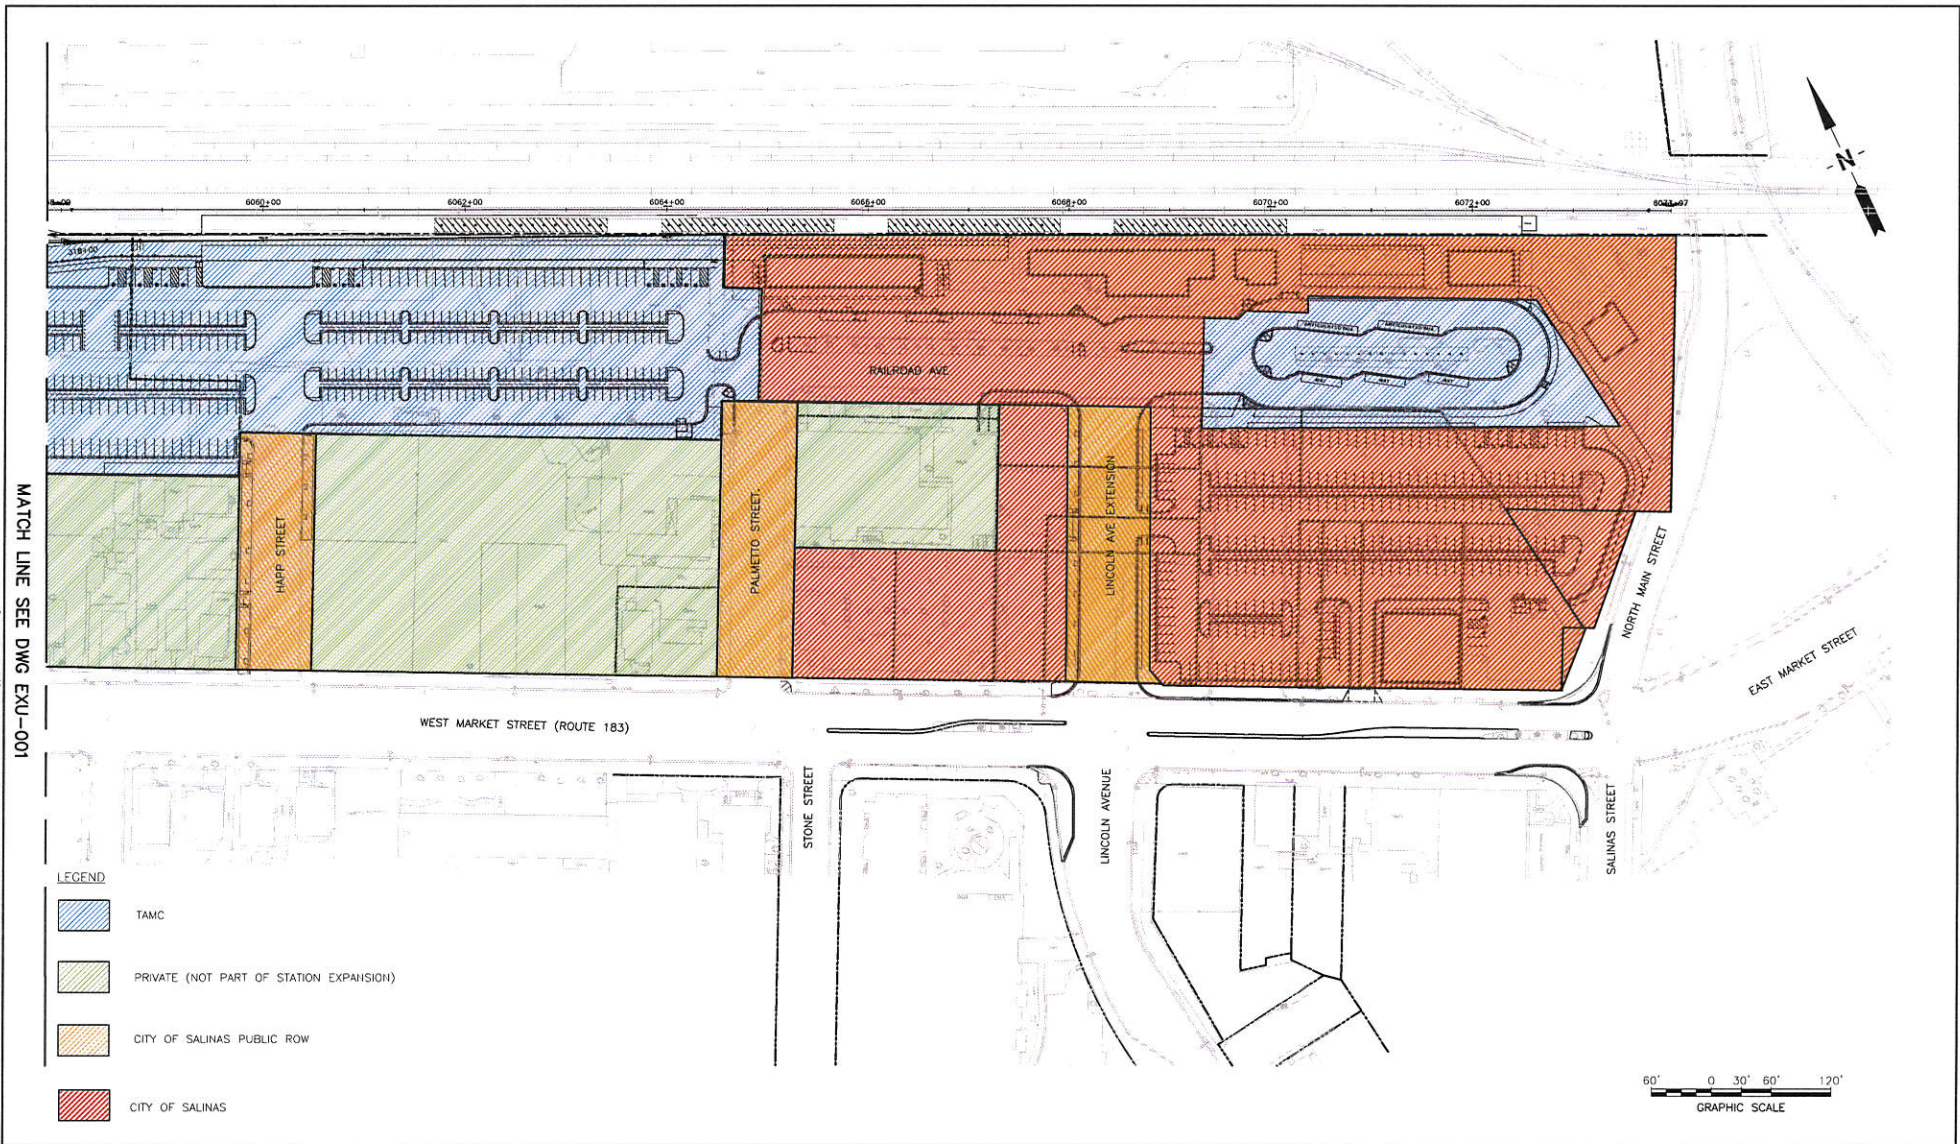 6060+00
6062+00
6064+00
6066+00
6068+00
6070+00
6072+00
318+00
N
RAILROAD AVE
HAPP STREET
PALMETTO STREET.
LINCOLN AVE EXTENSION
NORTH MAIN STREET
EAST MARKET STREET
WEST MARKET STREET (ROUTE 183)
STONE STREET
LINCOLN AVENUE
SALINAS STREET
MATCH LINE SEE DWG EXU-001
LEGEND
TAMC
PRIVATE (NOT PART OF STATION EXPANSION)
CITY OF SALINAS PUBLIC ROW
CITY OF SALINAS
60' 0 30' 60' 120'
GRAPHIC SCALE